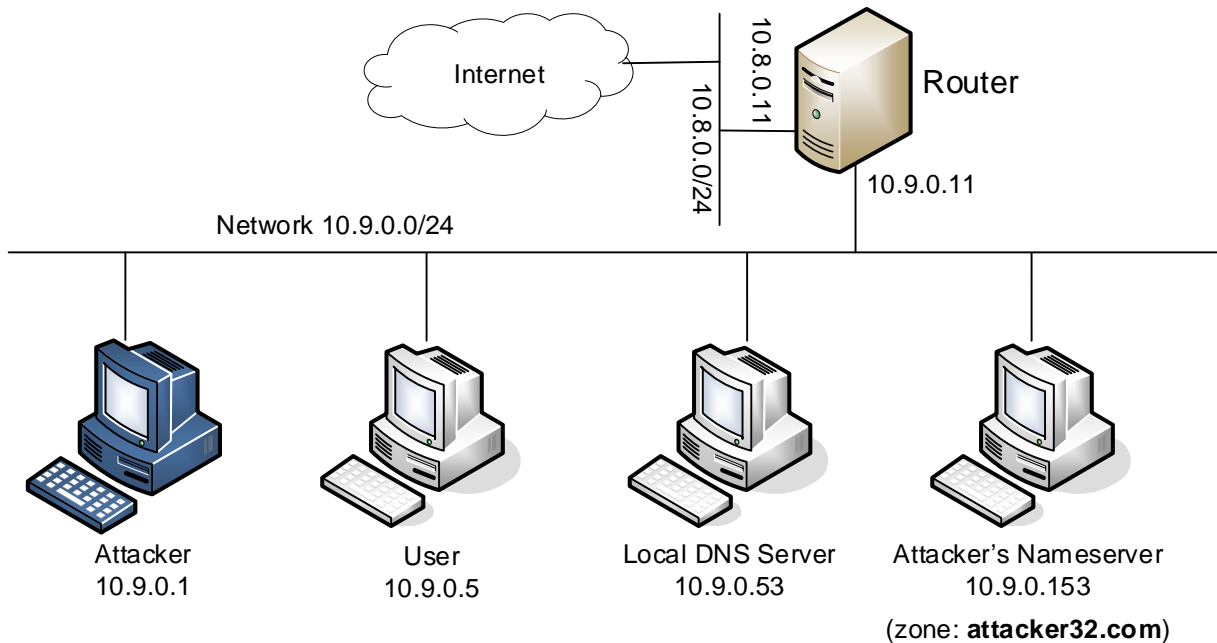 Internet
10.8.0.11
10.8.0.0/24
Router
10.9.0.11
Network 10.9.0.0/24
Attacker
10.9.0.1
User
10.9.0.5
Local DNS Server
10.9.0.53
Attacker's Nameserver
10.9.0.153
(zone: attacker32.com)